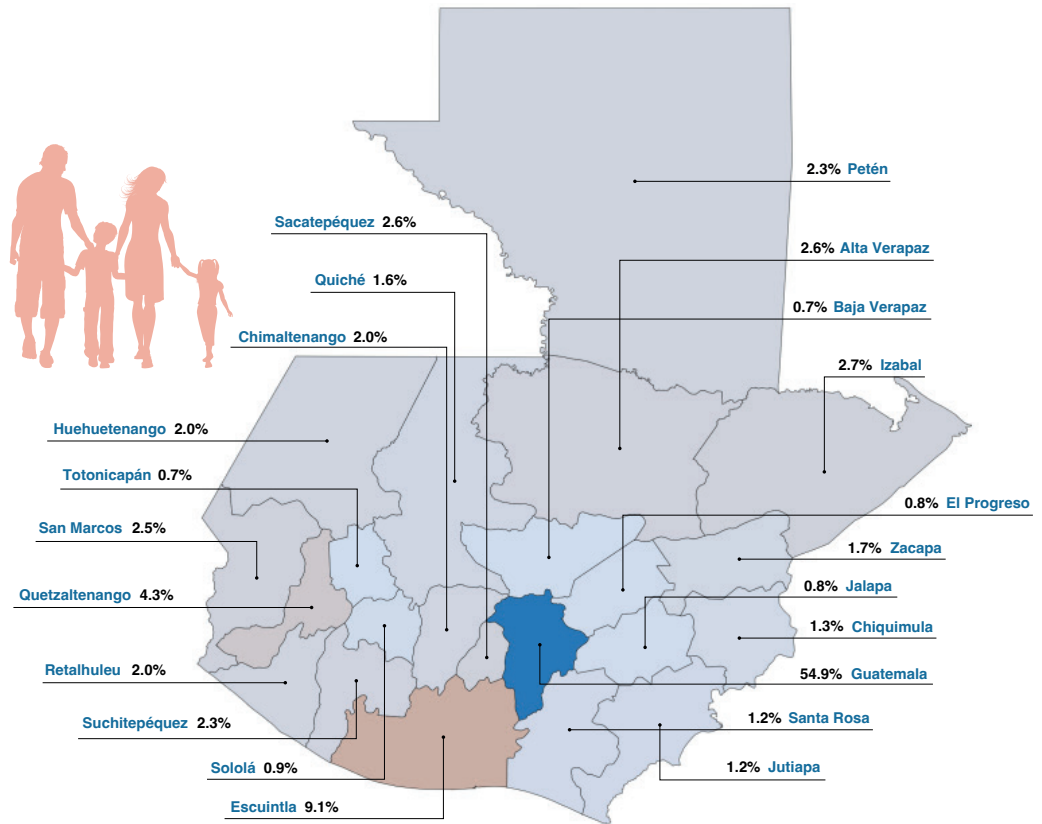 2.3% Petén
Sacatepéquez 2.6%
2.6% Alta Verapaz
Quiché 1.6%
0.7% Baja Verapaz
Chimaltenango 2.0%
2.7% Izabal
Huehuetenango 2.0%
Totonicapán 0.7%
0.8% El Progreso
San Marcos 2.5%
1.7% Zacapa
Quetzaltenango 4.3%
0.8% Jalapa
1.3% Chiquimula
Retalhuleu 2.0%
54.9% Guatemala
Suchitepéquez 2.3%
1.2% Santa Rosa
Sololá 0.9%
1.2% Jutiapa
Escuintla 9.1%